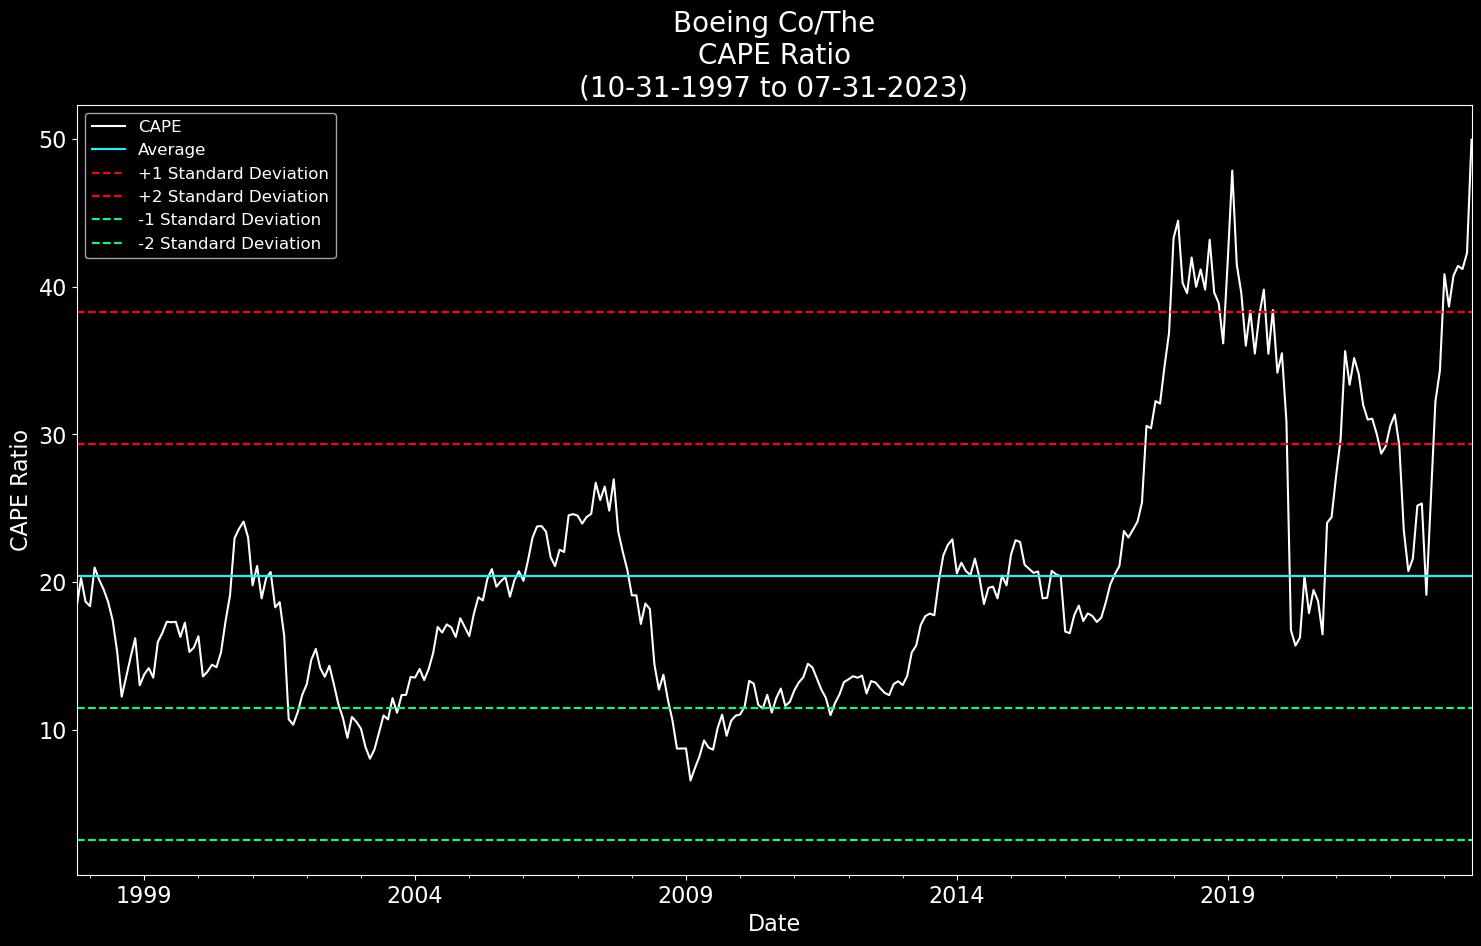 Boeing Co/The
CAPE Ratio
(10-31-1997 to 07-31-2023)
CAPE
Average
+1 Standard Deviation
+2 Standard Deviation
-1 Standard Deviation
-2 Standard Deviation
50
40
30
20
10
CAPE Ratio
1999
2004
2009
2014
2019
Date